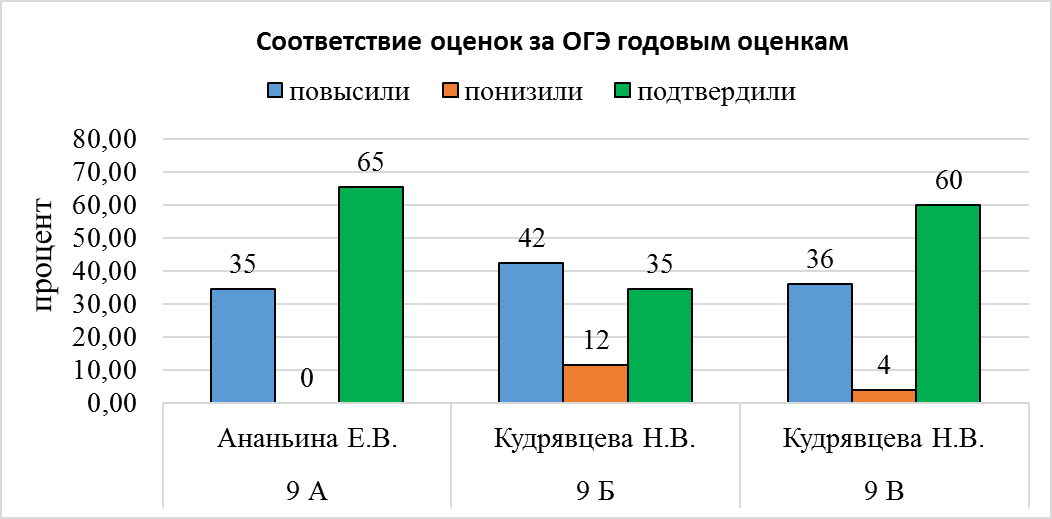 Соответствие оценок за ОГЭ годовым оценкам
повысили понизили подтвердили
процент
80,00
70,00
60,00
50,00
40,00
30,00
20,00
10,00
0,00
35 0 65
42 12 35
36 4 60
Ананьина Е.В. Кудрявцева Н.В. Кудрявцева Н.В.
9 А 9 Б 9 В